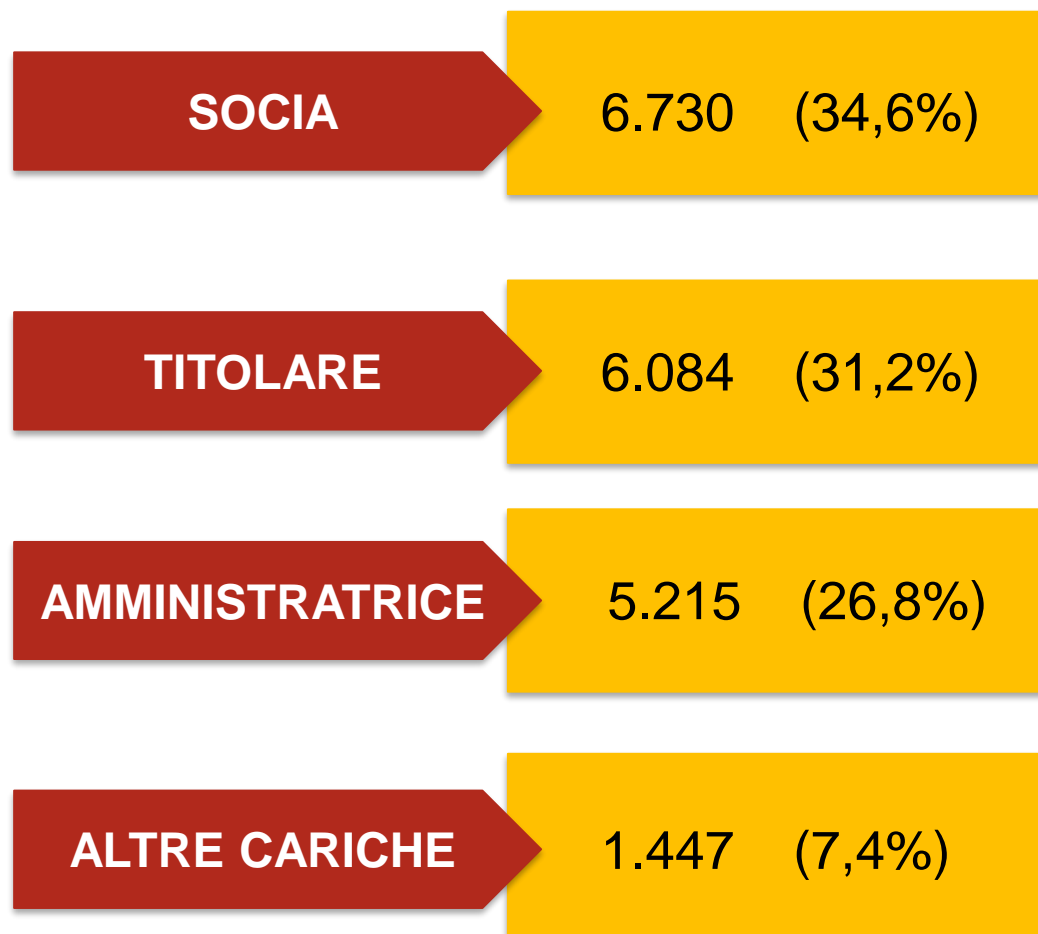 SOCIA 6.730 (34,6%)
TITOLARE 6.084 (31,2%)
AMMINISTRATRICE 5.215 (26,8%)
ALTRE CARICHE 1.447 (7,4%)